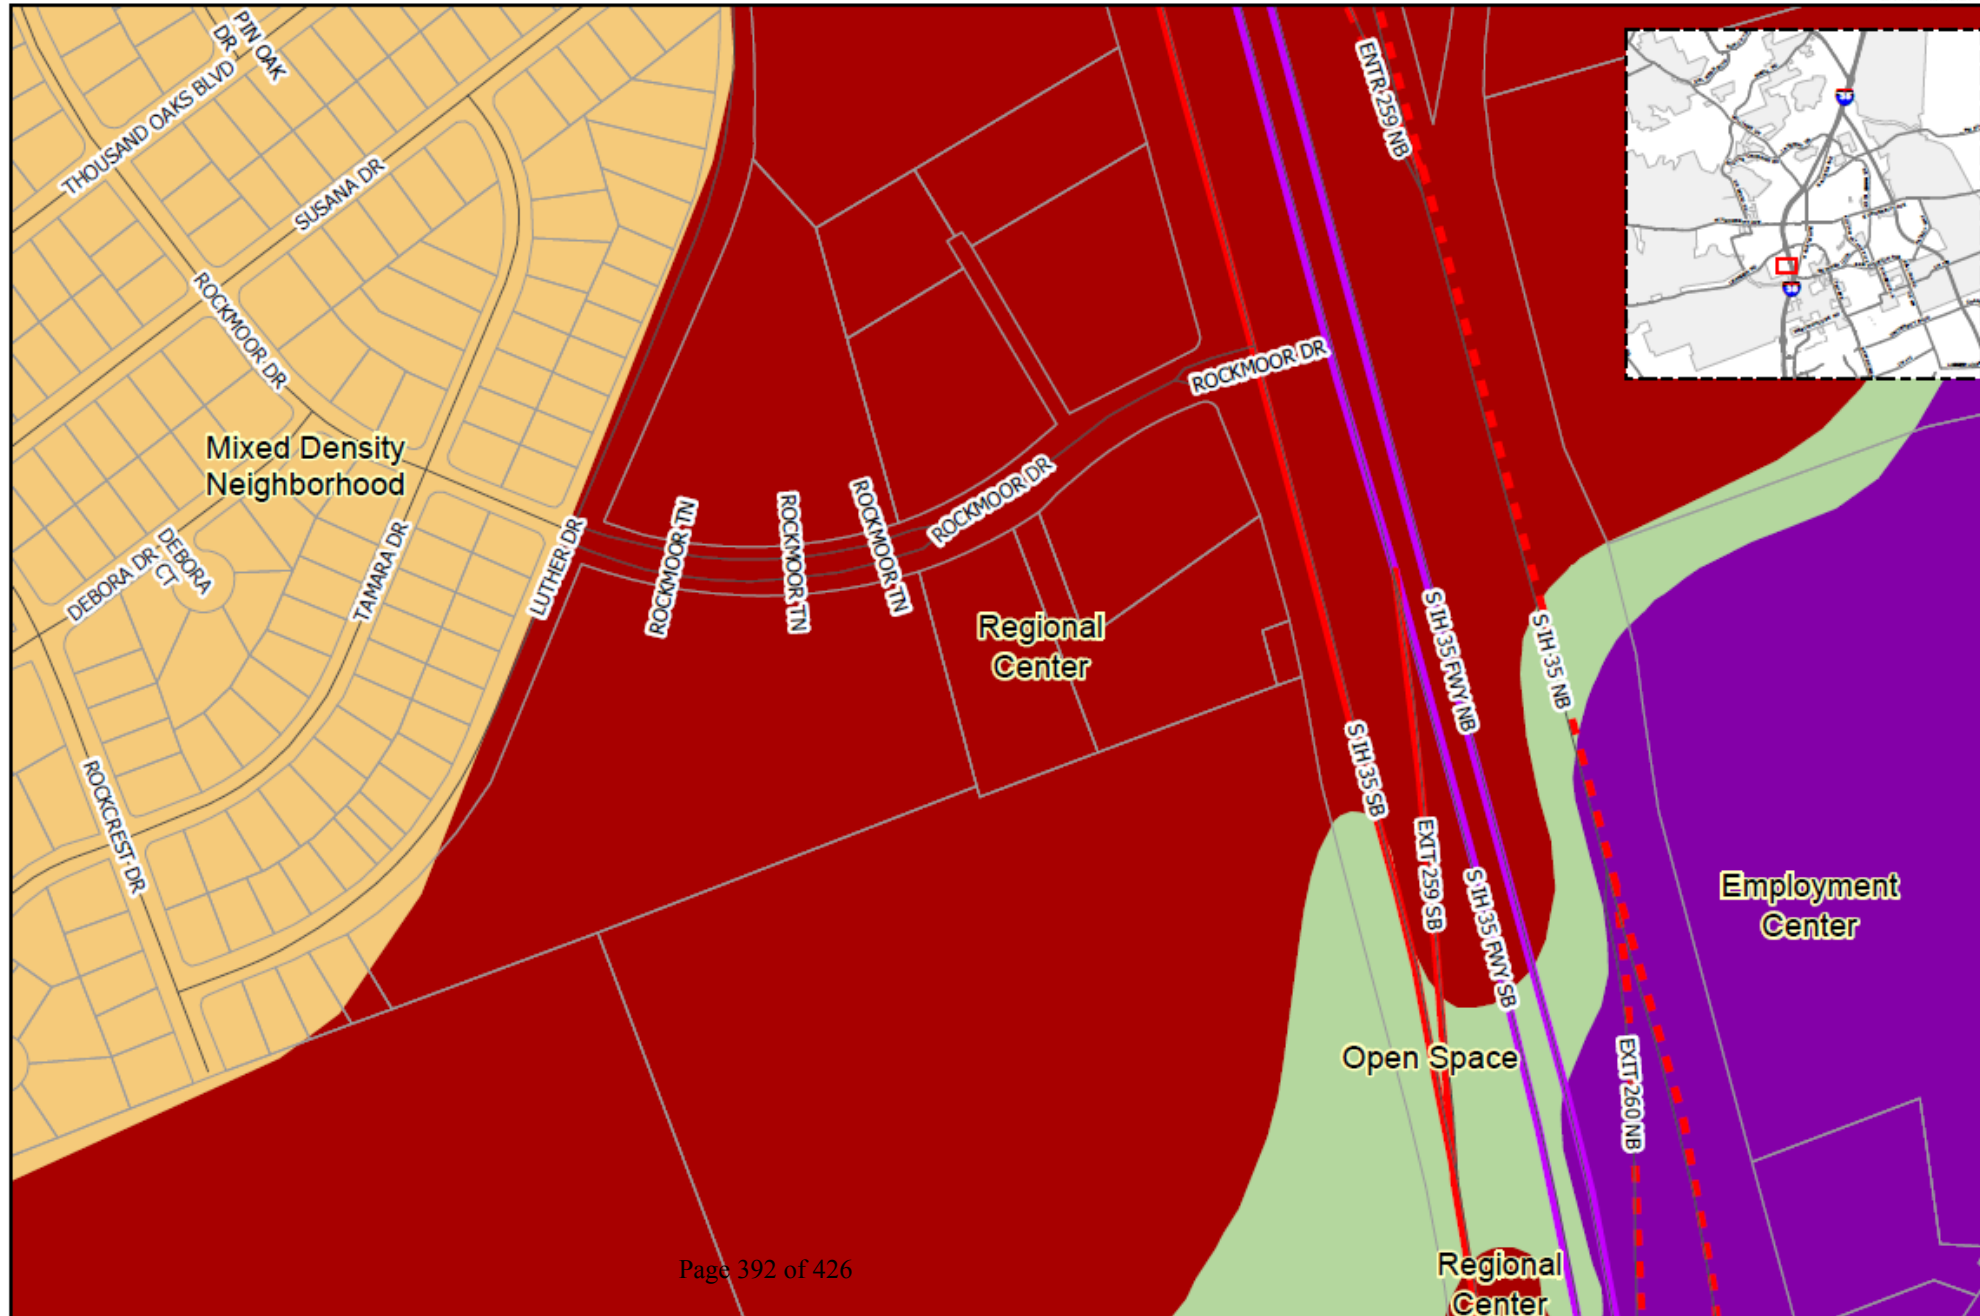 PIN OAK
DR
THOUSAND OAKS BLVD
SUSANA DR
ROCKMOOR DR
ENTR 259 NB
35
ROCKMOOR DR
Mixed Density
Neighborhood
ROCKMOOR DR
ROCKMOOR TN
ROCKMOOR TN
ROCKMOOR TN
LUTHER DR
TAMARA DR
DEBORA DR
DEBORA
CT
Regional
Center
S IH 35 FWY NB
S IH 35 NB
S IH 35 SB
ROCKCREST DR
EXIT 259 SB
S IH 35 FWY SB
Employment
Center
Open Space
EXIT 260 NB
Regional
Center
Page 392 of 426